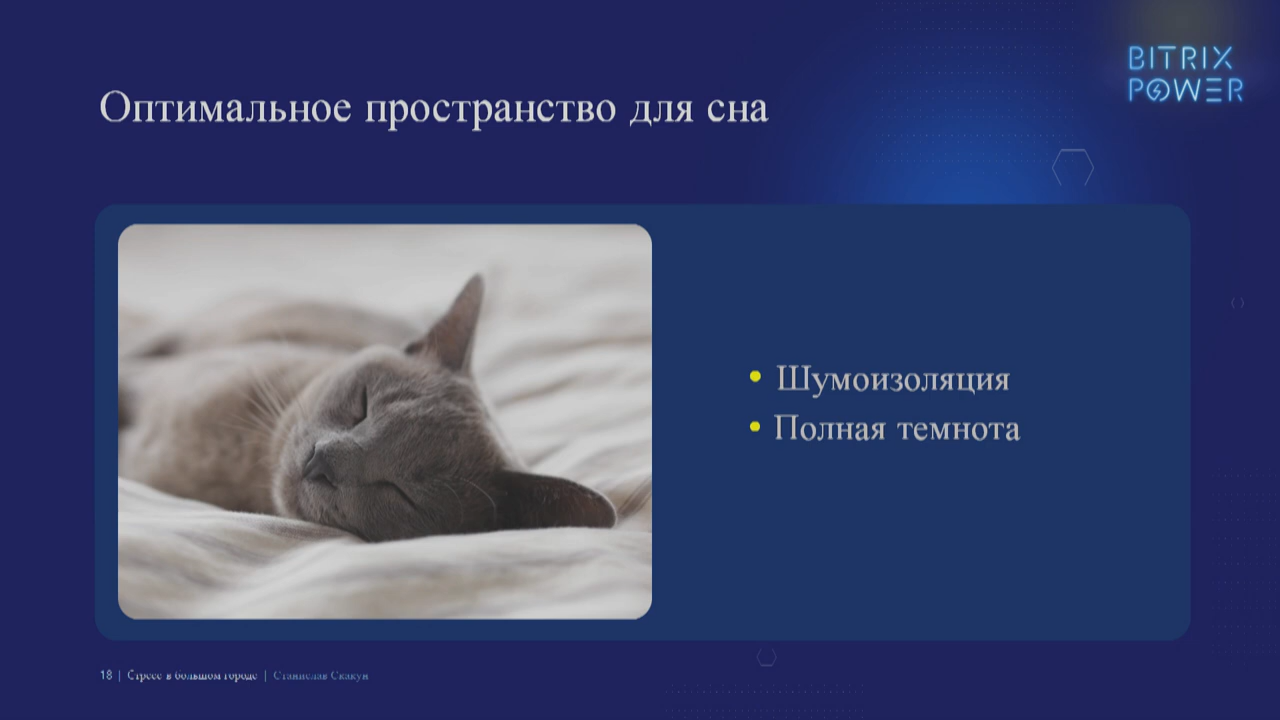 Оптимальное пространство для сна
BITRIX
POWER
• Шумоизоляция
• Полная темнота
18 | Стресс в большом городе | Станислав Скакун